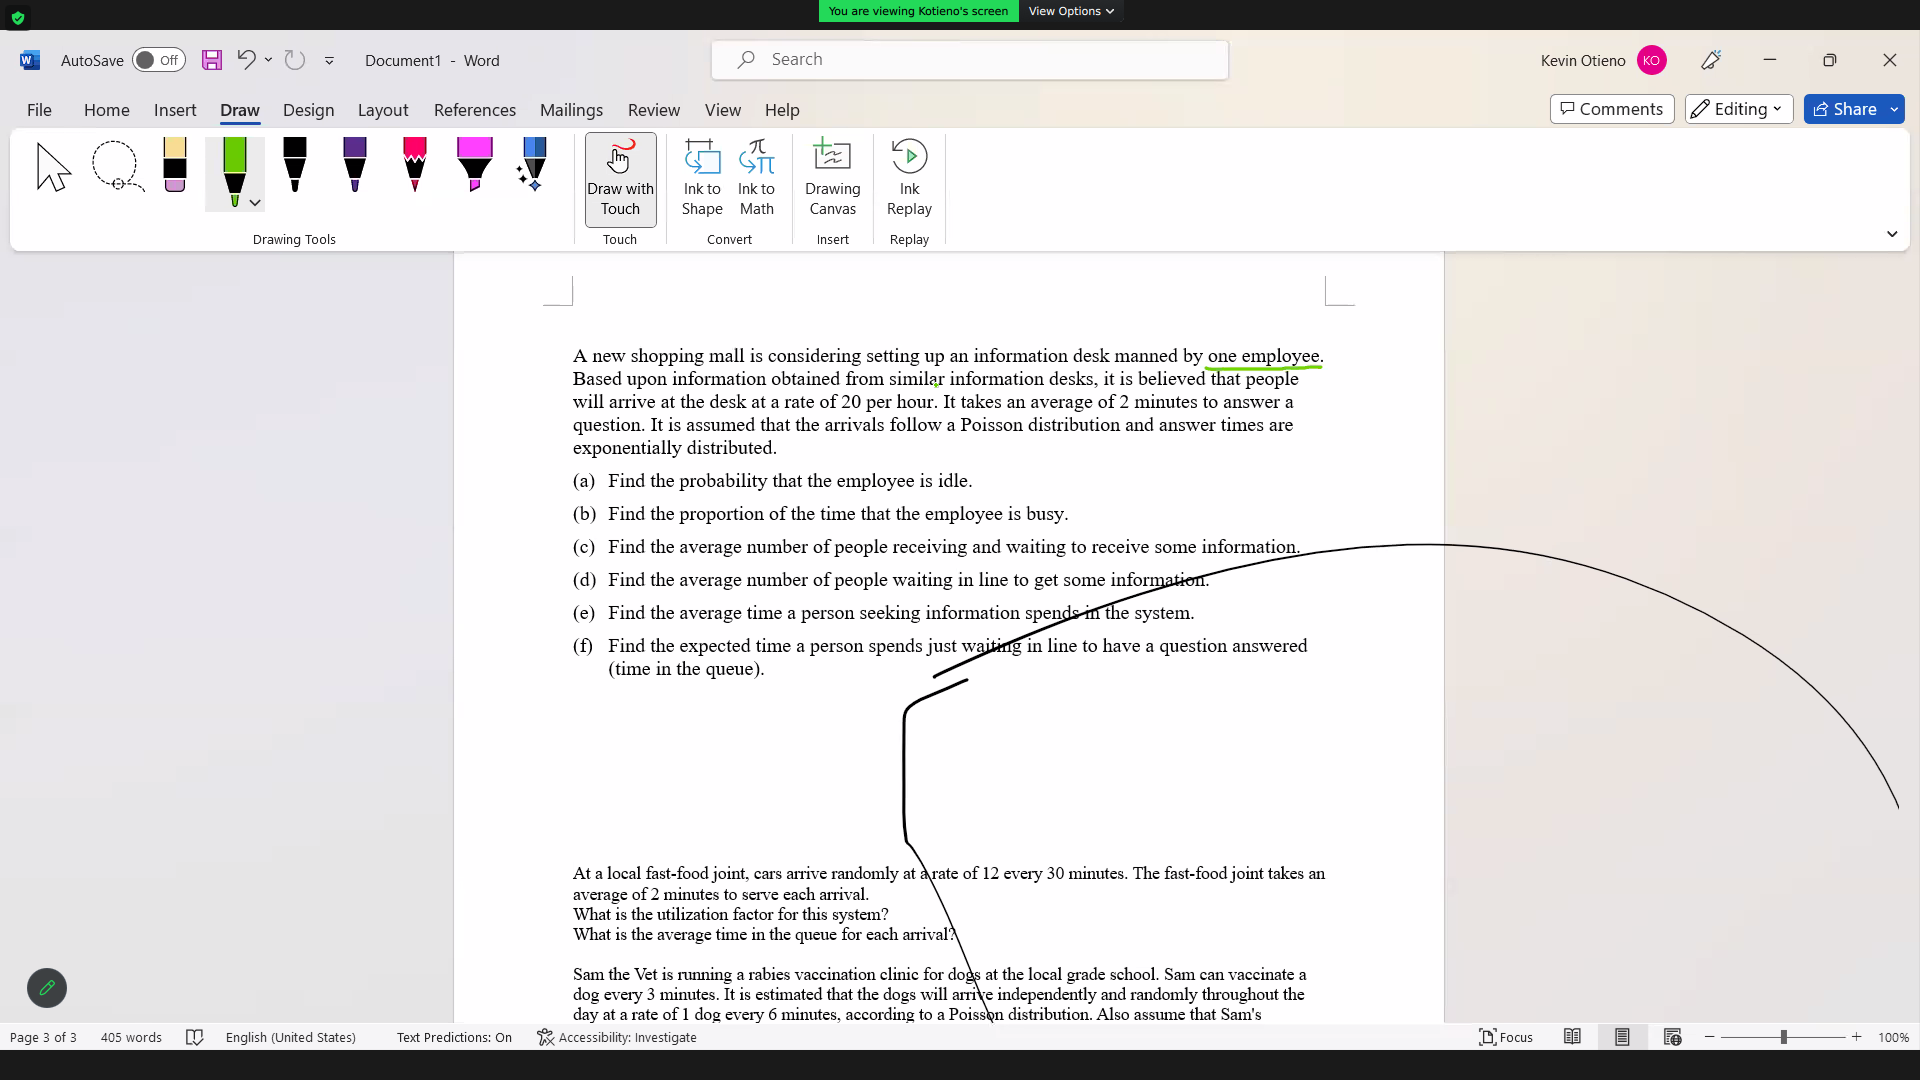 You are viewing Kotieno's screen View Options
AutoSave Off Document1 - Word Search Kevin Otieno KO
File Home Insert Draw Design Layout References Mailings Review View Help Comments Editing Share
Draw with Touch
Ink to Shape
Ink to Math
Drawing Canvas
Ink Replay
Drawing Tools Touch Convert Insert Replay
A new shopping mall is considering setting up an information desk manned by one employee.
Based upon information obtained from similar information desks, it is believed that people
will arrive at the desk at a rate of 20 per hour. It takes an average of 2 minutes to answer a
question. It is assumed that the arrivals follow a Poisson distribution and answer times are
exponentially distributed.
(a) Find the probability that the employee is idle.
(b) Find the proportion of the time that the employee is busy.
(c) Find the average number of people receiving and waiting to receive some information.
(d) Find the average number of people waiting in line to get some information.
(e) Find the average time a person seeking information spends in the system.
(f) Find the expected time a person spends just waiting in line to have a question answered
(time in the queue).
At a local fast-food joint, cars arrive randomly at a rate of 12 every 30 minutes. The fast-food joint takes an
average of 2 minutes to serve each arrival.
What is the utilization factor for this system?
What is the average time in the queue for each arrival?
Sam the Vet is running a rabies vaccination clinic for dogs at the local grade school. Sam can vaccinate a
dog every 3 minutes. It is estimated that the dogs will arrive independently and randomly throughout the
day at a rate of 1 dog every 6 minutes, according to a Poisson distribution. Also assume that Sam's
Page 3 of 3 405 words English (United States) Text Predictions: On Accessibility: Investigate Focus 100%